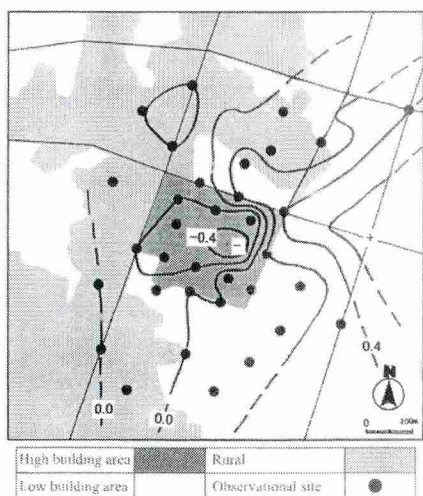 −0.4
−
0.4
N
0.0
0.0
0
High building area
Rural
Low building area
Observational site